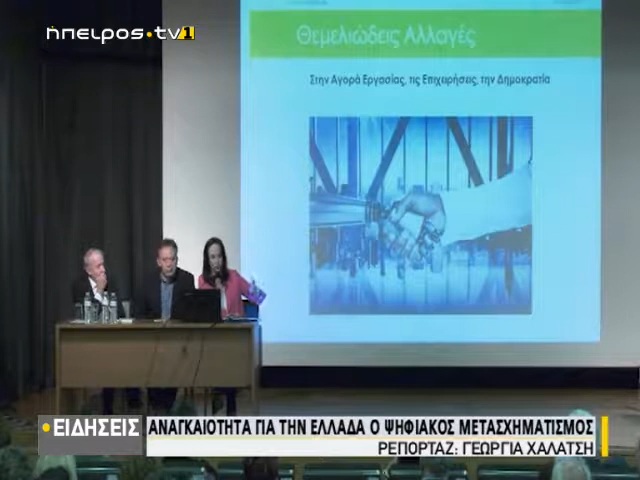 ήπειρος·tv1
Θεμελιώδεις Αλλαγές
Στην Αγορά Εργασίας, τις Επιχειρήσεις, την Δημοκρατία
·ΕΙΔΗΣΕΙΣ
ΑΝΑΓΚΑΙΟΤΗΤΑ ΓΙΑ ΤΗΝ ΕΛΛΑΔΑ Ο ΨΗΦΙΑΚΟΣ ΜΕΤΑΣΧΗΜΑΤΙΣΜΟΣ
ΡΕΠΟΡΤΑΖ: ΓΕΩΡΓΙΑ ΧΑΛΑΤΣΗ